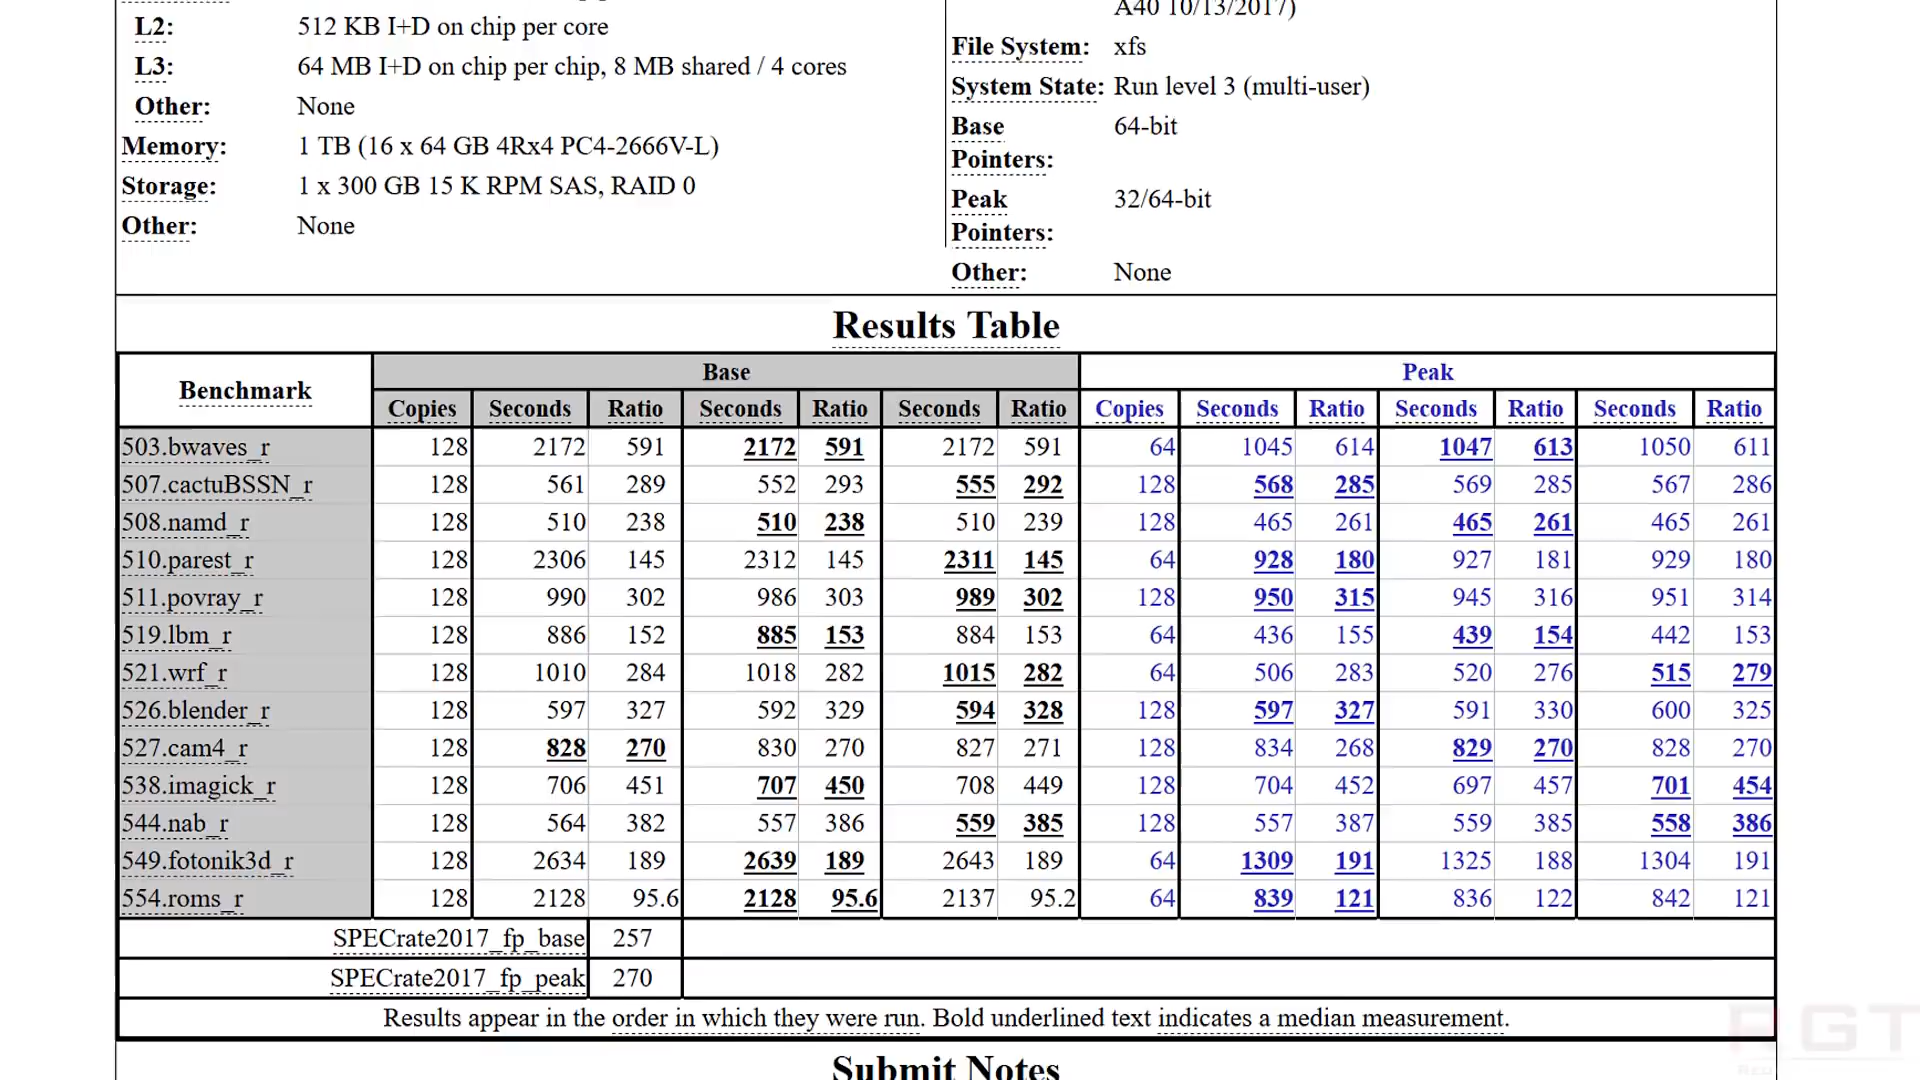 L2: 512 KB I+D on chip per core
L3: 64 MB I+D on chip per chip, 8 MB shared / 4 cores
Other: None
Memory: 1 TB (16 x 64 GB 4Rx4 PC4-2666V-L)
Storage: 1 x 300 GB 15 K RPM SAS, RAID 0
Other: None
A40 10/13/2017)
File System: xfs
System State: Run level 3 (multi-user)
Base 64-bit
Pointers:
Peak 32/64-bit
Pointers:
Other: None
Results Table
Benchmark Base Peak
Copies Seconds Ratio Seconds Ratio Seconds Ratio Copies Seconds Ratio Seconds Ratio Seconds Ratio
503.bwaves_r 128 2172 591 2172 591 2172 591 64 1045 614 1047 613 1050 611
507.cactuBSSN_r 128 561 289 552 293 555 292 128 568 285 569 285 567 286
508.namd_r 128 510 238 510 238 510 239 128 465 261 465 261 465 261
510.parest_r 128 2306 145 2312 145 2311 145 64 928 180 927 181 929 180
511.povray_r 128 990 302 986 303 989 302 128 950 315 945 316 951 314
519.lbm_r 128 886 152 885 153 884 153 64 436 155 439 154 442 153
521.wrf_r 128 1010 284 1018 282 1015 282 64 506 283 520 276 515 279
526.blender_r 128 597 327 592 329 594 328 128 597 327 591 330 600 325
527.cam4_r 128 828 270 830 270 827 271 128 834 268 829 270 828 270
538.imagick_r 128 706 451 707 450 708 449 128 704 452 697 457 701 454
544.nab_r 128 564 382 557 386 559 385 128 557 387 559 385 558 386
549.fotonik3d_r 128 2634 189 2639 189 2643 189 64 1309 191 1325 188 1304 191
554.roms_r 128 2128 95.6 2128 95.6 2137 95.2 64 839 121 836 122 842 121
SPECrate2017_fp_base 257
SPECrate2017_fp_peak 270
Results appear in the order in which they were run. Bold underlined text indicates a median measurement.
Submit Notes
RGT